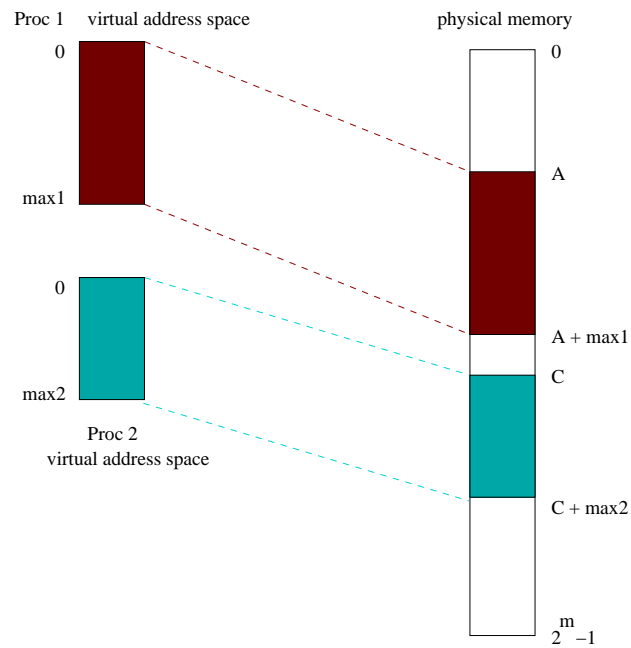 Proc 1 virtual address space
physical memory
0
0
A
max1
0
A + max1
C
max2
Proc 2
virtual address space
C + max2
m
2 −1